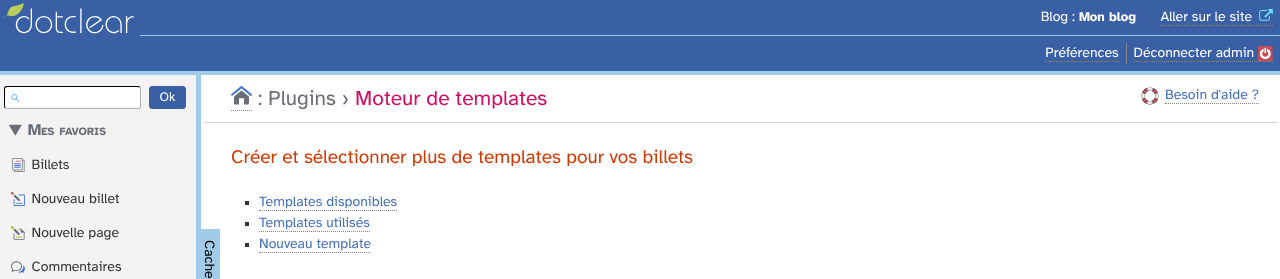 dotclear
Blog : Mon blog Aller sur le site
Préférences Déconnecter admin
Ok
: Plugins › Moteur de templates
Besoin d'aide ?
Mes favoris
Billets
Nouveau billet
Nouvelle page
Commentaires
Cache
Créer et sélectionner plus de templates pour vos billets
Templates disponibles
Templates utilisés
Nouveau template